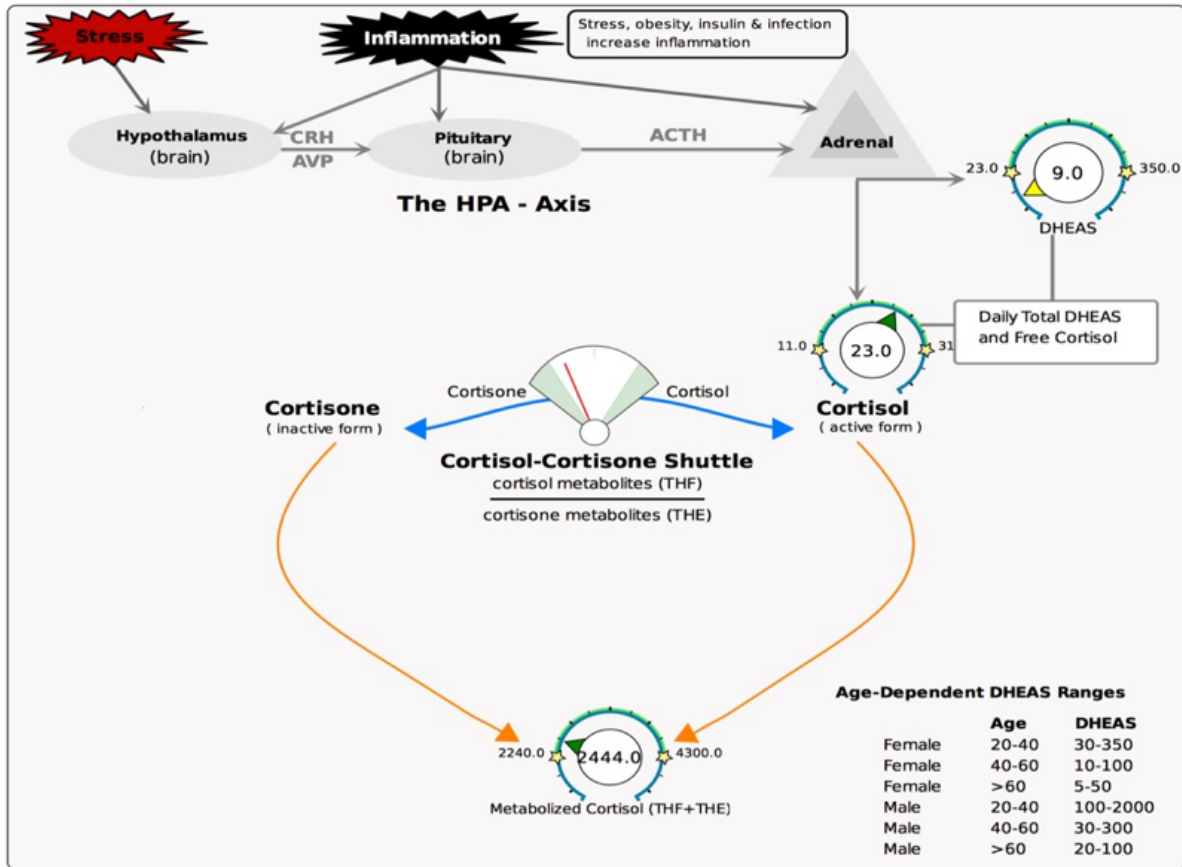 Stress
Inflammation
Stress, obesity, insulin & infection
increase inflammation
Hypothalamus
(brain)
CRH
AVP
Pituitary
(brain)
ACTH
Adrenal
23.0
9.0
350.0
DHEAS
The HPA - Axis
Daily Total DHEAS
and Free Cortisol
11.0
23.0
31
Cortisone
Cortisol
Cortisone
( inactive form )
Cortisol
( active form )
Cortisol-Cortisone Shuttle
cortisol metabolites (THF)
cortisone metabolites (THE)
2240.0
2444.0
4300.0
Metabolized Cortisol (THF+THE)
Age-Dependent DHEAS Ranges
Age DHEAS
Female 20-40 30-350
Female 40-60 10-100
Female >60 5-50
Male 20-40 100-2000
Male 40-60 30-300
Male >60 20-100